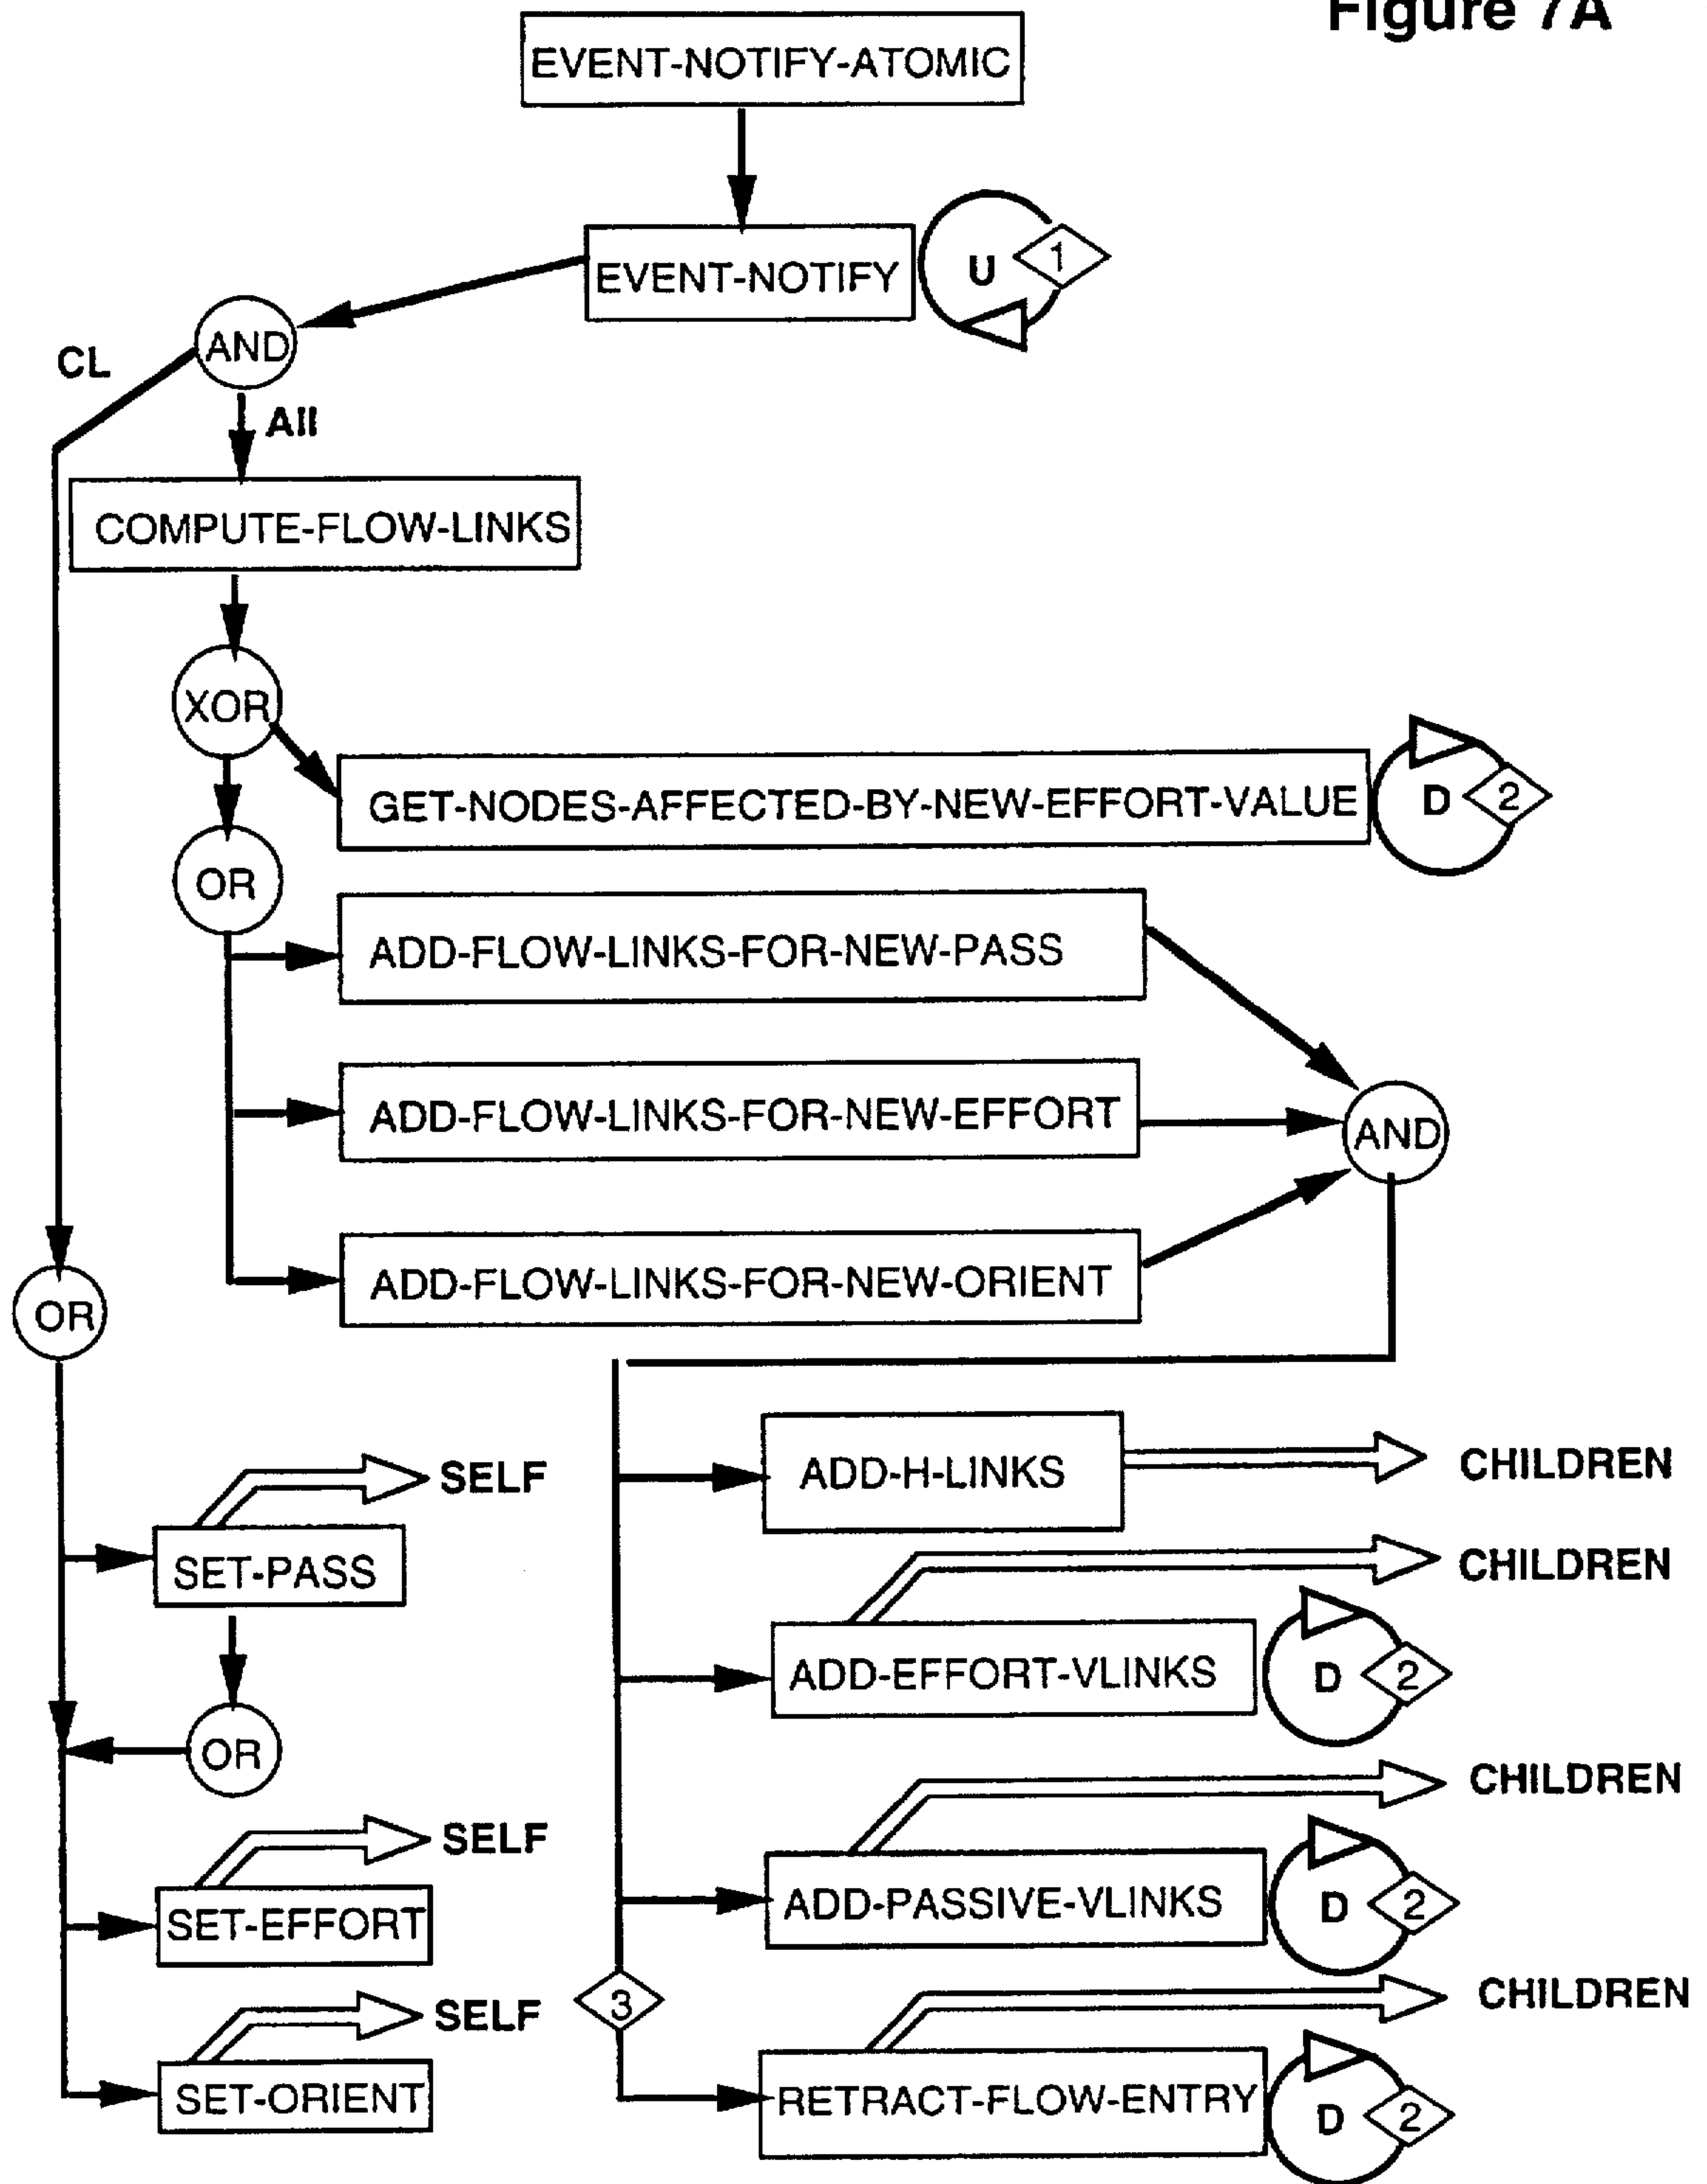 Figure 7A
EVENT-NOTIFY-ATOMIC
EVENT-NOTIFY
U
1
AND
CL
All
COMPUTE-FLOW-LINKS
XOR
GET-NODES-AFFECTED-BY-NEW-EFFORT-VALUE
D
2
OR
ADD-FLOW-LINKS-FOR-NEW-PASS
ADD-FLOW-LINKS-FOR-NEW-EFFORT
AND
ADD-FLOW-LINKS-FOR-NEW-ORIENT
OR
ADD-H-LINKS
CHILDREN
SELF
SET-PASS
CHILDREN
ADD-EFFORT-VLINKS
D
2
OR
CHILDREN
SELF
ADD-PASSIVE-VLINKS
D
2
SET-EFFORT
3
CHILDREN
SELF
SET-ORIENT
RETRACT-FLOW-ENTRY
D
2